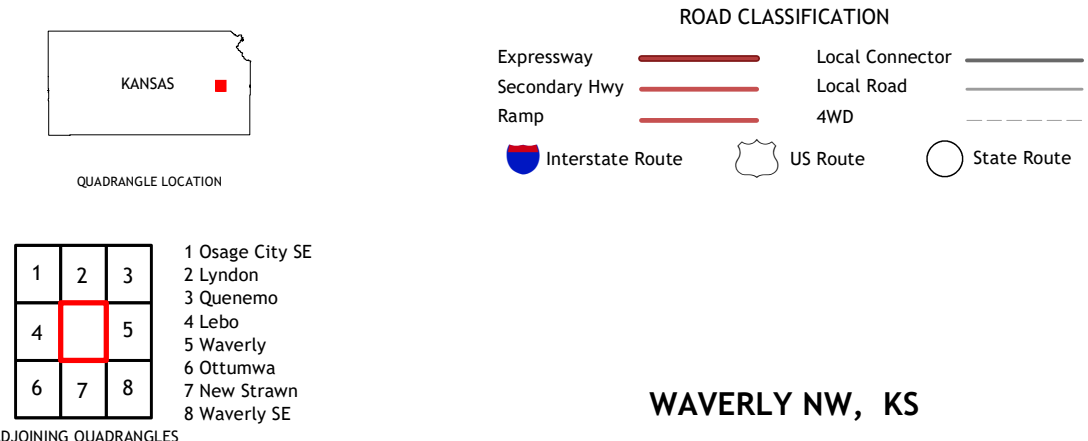 KANSAS
QUADRANGLE LOCATION
ROAD CLASSIFICATION
Expressway
Local Connector
Secondary Hwy
Local Road
Ramp
4WD
Interstate Route
US Route
State Route
1 2 3
4 5
6 7 8
1 Osage City SE
2 Lyndon
3 Quenemo
4 Lebo
5 Waverly
6 Ottumwa
7 New Strawn
8 Waverly SE
ADJOINING QUADRANGLES
WAVERLY NW, KS